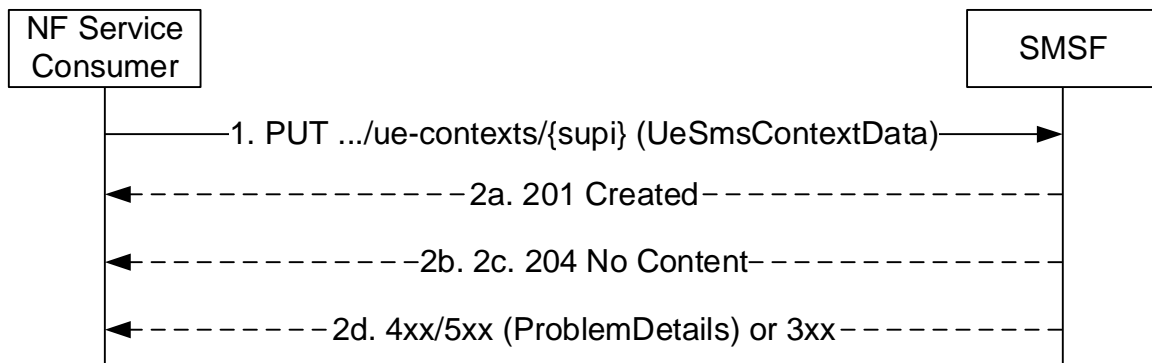 NF Service
Consumer
SMSF
1. PUT .../ue-contexts/{supi} (UeSmsContextData)
2a. 201 Created
2b. 2c. 204 No Content
2d. 4xx/5xx (ProblemDetails) or 3xx